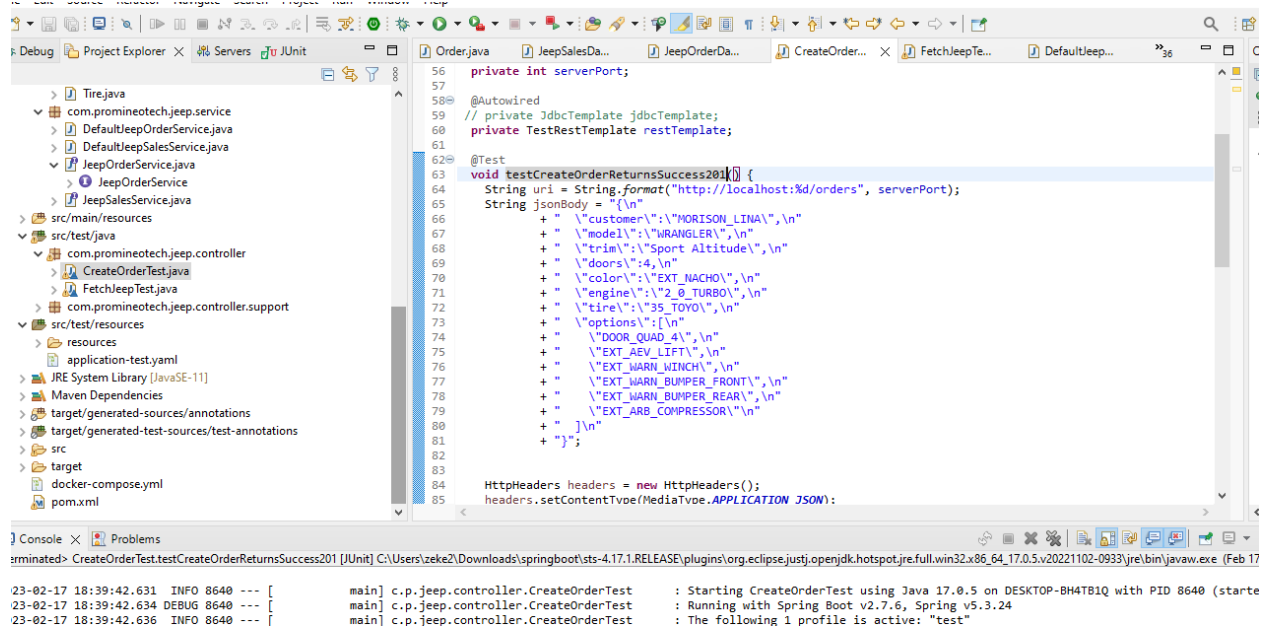 Debug
Project Explorer
Servers
JUnit
Tire.java
com.promineotech.jeep.service
DefaultJeepOrderService.java
DefaultJeepSalesService.java
JeepOrderService.java
JeepOrderService
JeepSalesService.java
src/main/resources
src/test/java
com.promineotech.jeep.controller
CreateOrderTest.java
FetchJeepTest.java
com.promineotech.jeep.controller.support
src/test/resources
resources
application-test.yaml
JRE System Library [JavaSE-11]
Maven Dependencies
target/generated-sources/annotations
target/generated-test-sources/test-annotations
src
target
docker-compose.yml
pom.xml
Order.java
JeepSalesDa...
JeepOrderDa...
CreateOrder...
FetchJeepTe...
DefaultJeep...
»36
56 private int serverPort;
57
58 @Autowired
59 // private JdbcTemplate jdbcTemplate;
60 private TestRestTemplate restTemplate;
61
62 @Test
63 void testCreateOrderReturnsSuccess201() {
64 String uri = String.format("http://localhost:%d/orders", serverPort);
65 String jsonBody = "{\n"
66 + " \"customer\":\"MORISON_LINA\",\n"
67 + " \"model\":\"WRANGLER\",\n"
68 + " \"trim\":\"Sport Altitude\",\n"
69 + " \"doors\":4,\n"
70 + " \"color\":\"EXT_NACHO\",\n"
71 + " \"engine\":\"2_0_TURBO\",\n"
72 + " \"tire\":\"35_TOYO\",\n"
73 + " \"options\":[\n"
74 + " \"DOOR_QUAD_4\",\n"
75 + " \"EXT_AEV_LIFT\",\n"
76 + " \"EXT_WARN_WINCH\",\n"
77 + " \"EXT_WARN_BUMPER_FRONT\",\n"
78 + " \"EXT_WARN_BUMPER_REAR\",\n"
79 + " \"EXT_ARB_COMPRESSOR\"\n"
80 + " ]\n"
81 + "}";
82
83
84 HttpHeaders headers = new HttpHeaders();
85 headers.setContentType(MediaType.APPLICATION_JSON);
Console
Problems
erminated> CreateOrderTest.testCreateOrderReturnsSuccess201 [JUnit] C:\Users\zeke2\Downloads\springboot\sts-4.17.1.RELEASE\plugins\org.eclipse.justj.openjdk.hotspot.jre.full.win32.x86_64_17.0.5.v20221102-0933\jre\bin\javaw.exe (Feb 17
23-02-17 18:39:42.631 INFO 8640 --- [ main] c.p.jeep.controller.CreateOrderTest : Starting CreateOrderTest using Java 17.0.5 on DESKTOP-BH4TB1Q with PID 8640 (starte
23-02-17 18:39:42.634 DEBUG 8640 --- [ main] c.p.jeep.controller.CreateOrderTest : Running with Spring Boot v2.7.6, Spring v5.3.24
23-02-17 18:39:42.636 INFO 8640 --- [ main] c.p.jeep.controller.CreateOrderTest : The following 1 profile is active: "test"